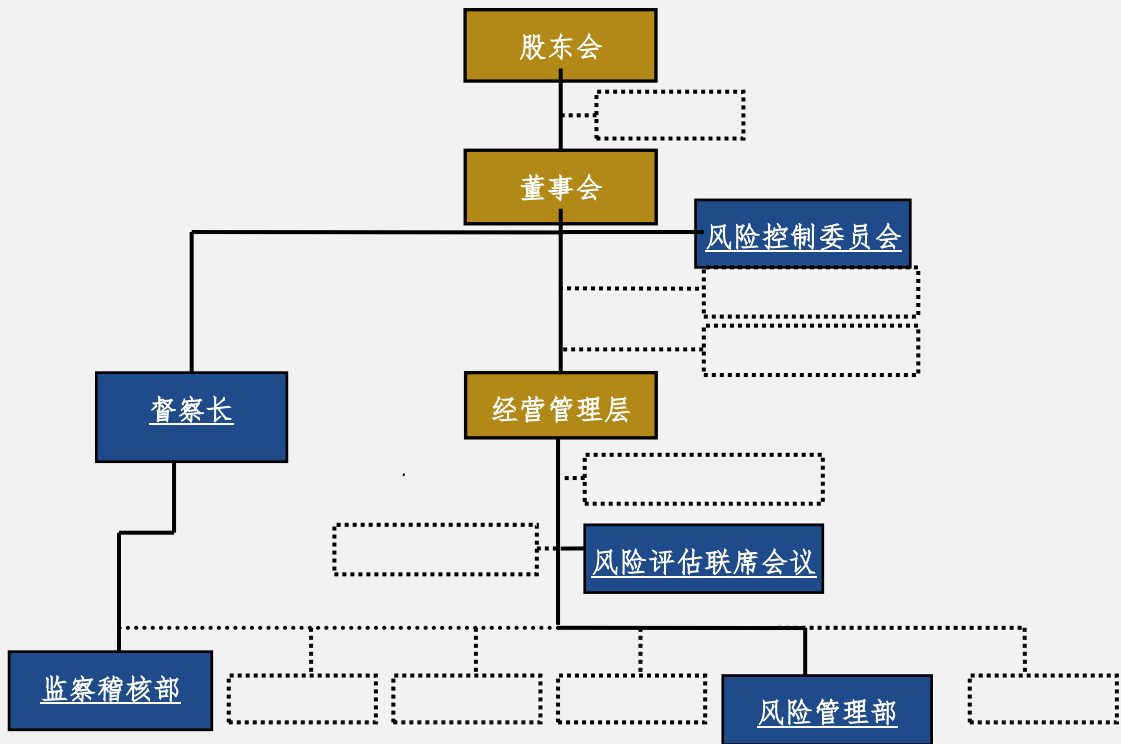 股东会
董事会
风险控制委员会
督察长
经营管理层
风险评估联席会议
监察稽核部
风险管理部